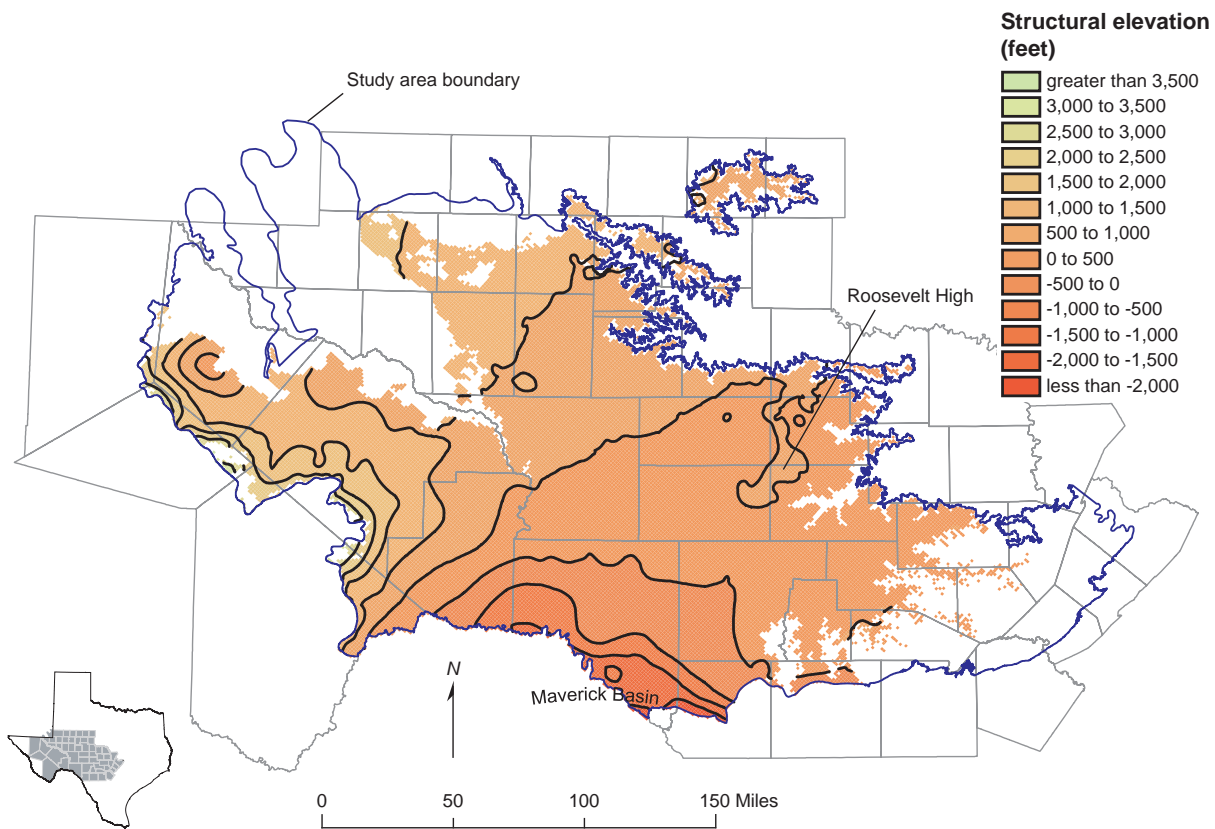 Structural elevation
(feet)
greater than 3,500
3,000 to 3,500
2,500 to 3,000
2,000 to 2,500
1,500 to 2,000
1,000 to 1,500
500 to 1,000
0 to 500
-500 to 0
-1,000 to -500
-1,500 to -1,000
-2,000 to -1,500
less than -2,000
Study area boundary
Roosevelt High
Maverick Basin
N
0 50 100 150 Miles